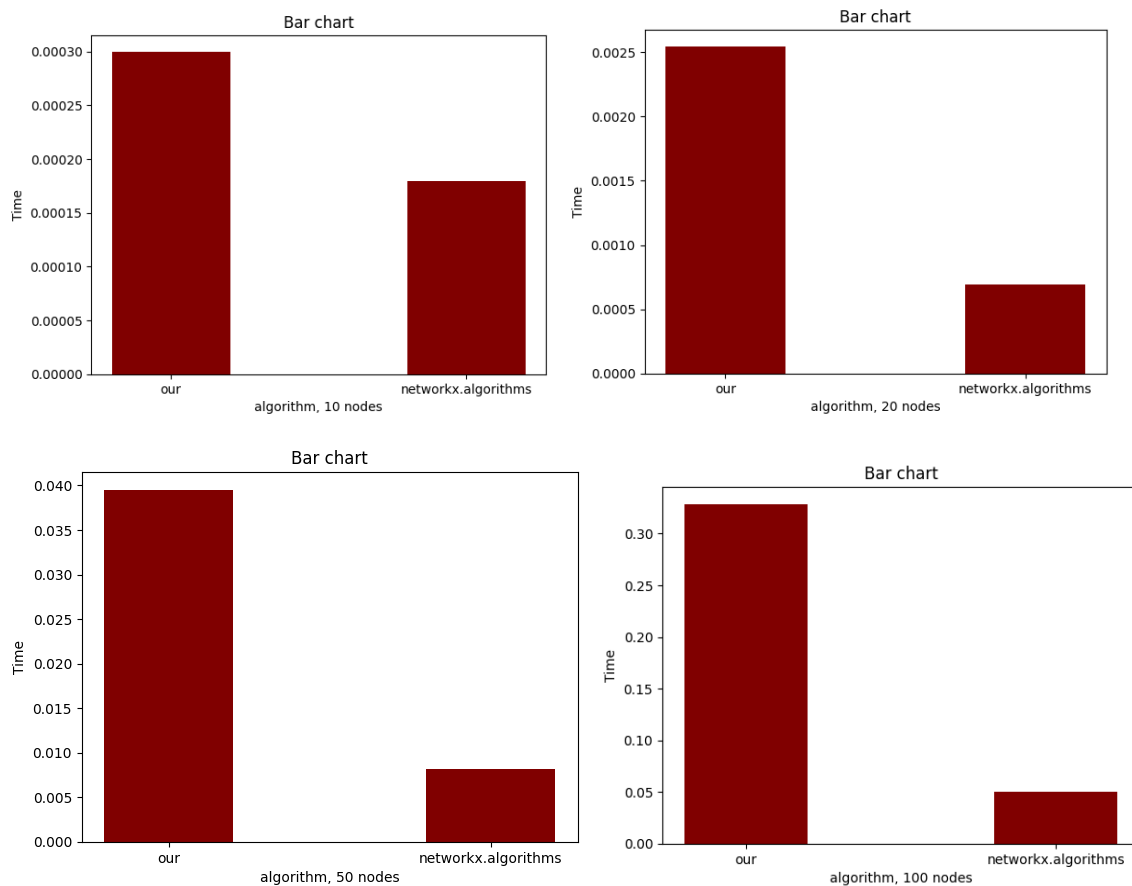 Bar chart
0.00030
0.00025
0.00020
0.00015
0.00010
0.00005
0.00000
Time
our networkx.algorithms
algorithm, 10 nodes
Bar chart
0.0025
0.0020
0.0015
0.0010
0.0005
0.0000
Time
our networkx.algorithms
algorithm, 20 nodes
Bar chart
0.040
0.035
0.030
0.025
0.020
0.015
0.010
0.005
0.000
Time
our networkx.algorithms
algorithm, 50 nodes
Bar chart
0.30
0.25
0.20
0.15
0.10
0.05
0.00
Time
our networkx.algorithms
algorithm, 100 nodes